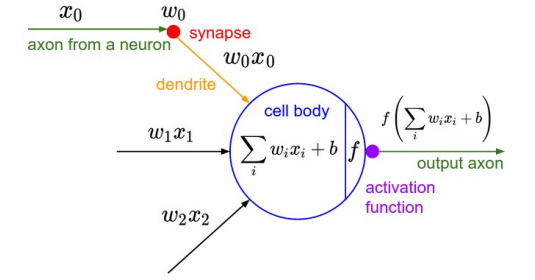 x₀ w₀
synapse
axon from a neuron
w₀x₀
dendrite
cell body
f(∑ᵢ wᵢxᵢ + b)
w₁x₁
∑ᵢ wᵢxᵢ + b f
output axon
activation
function
w₂x₂